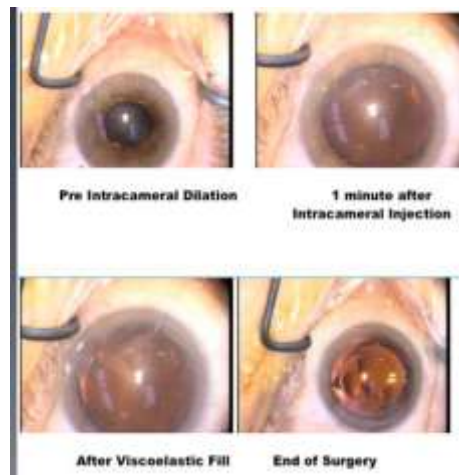 Pre Intracameral Dilation
1 minute after
Intracameral Injection
After Viscoelastic Fill
End of Surgery